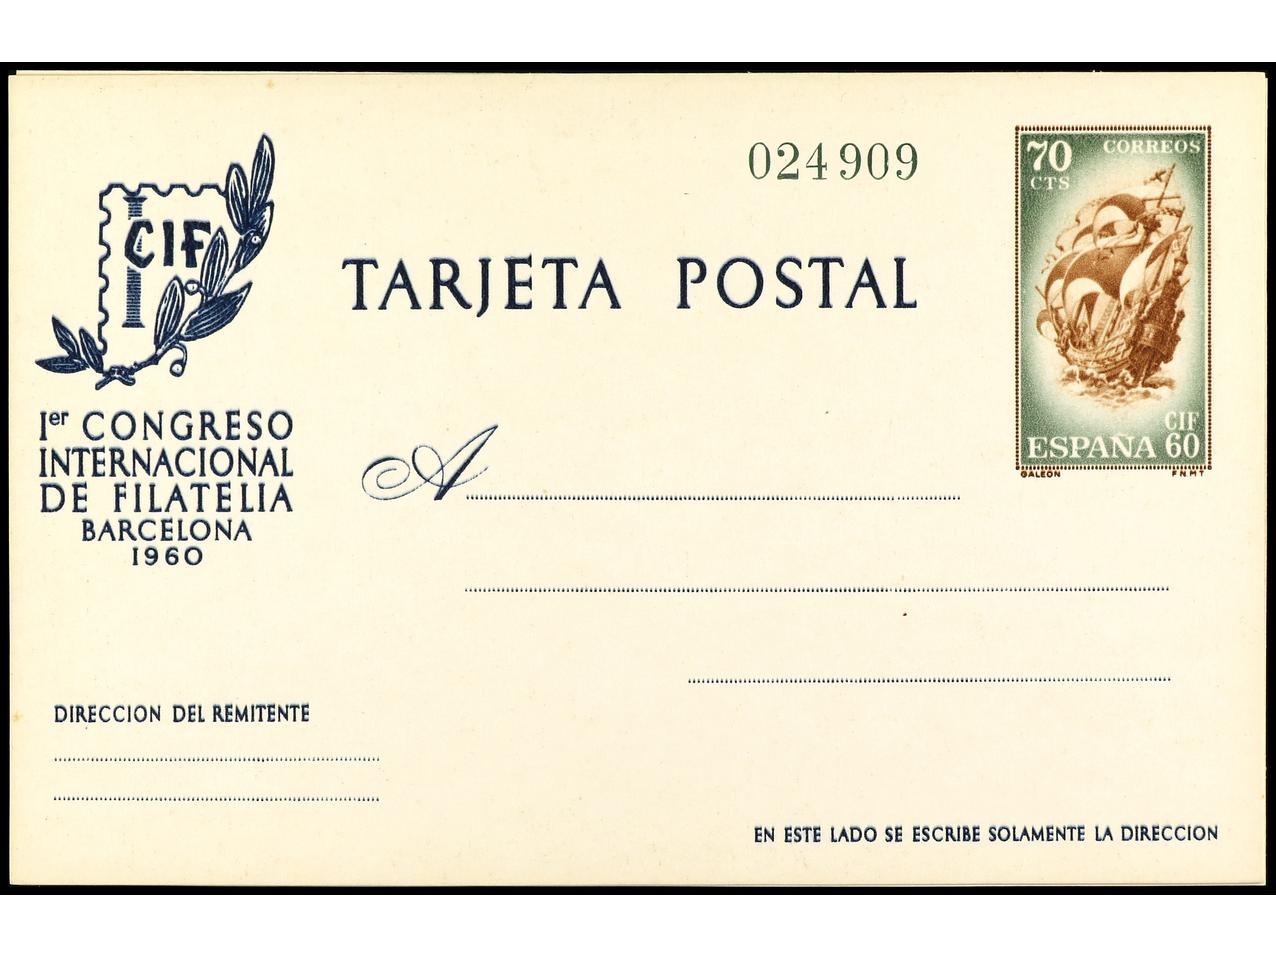 024909
70 CORREOS
CTS
CIF
TARJETA POSTAL
CIF
ESPAÑA 60
GALEON F.N.M.T
Ier CONGRESO
INTERNACIONAL
DE FILATELIA
BARCELONA
1960
A
DIRECCION DEL REMITENTE
EN ESTE LADO SE ESCRIBE SOLAMENTE LA DIRECCION